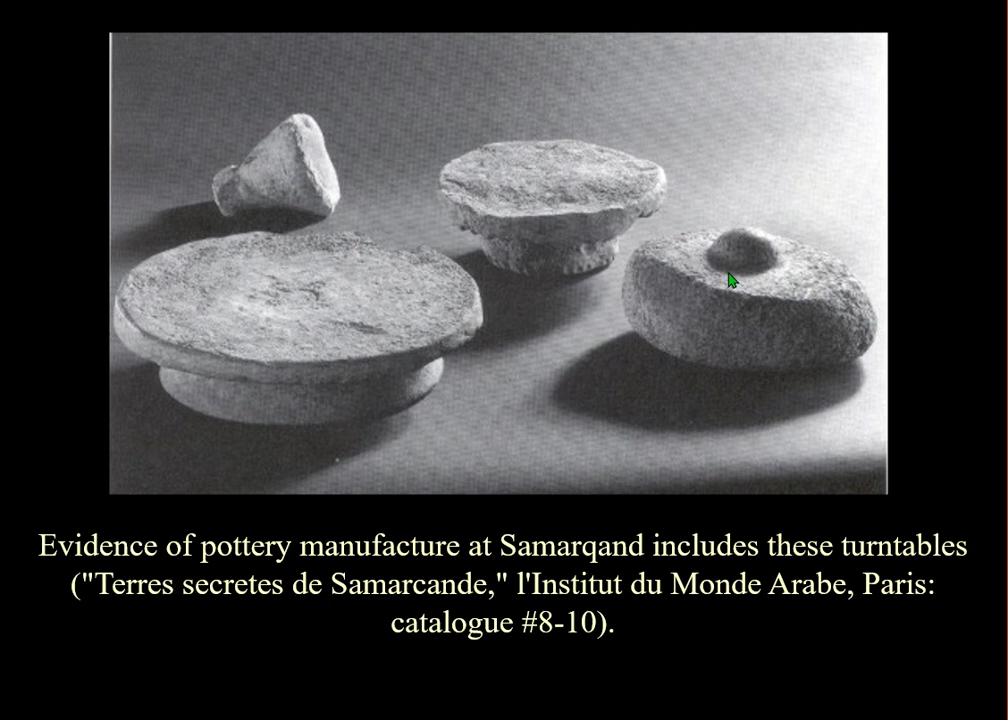 Evidence of pottery manufacture at Samarqand includes these turntables
("Terres secretes de Samarcande," l'Institut du Monde Arabe, Paris:
catalogue #8-10).